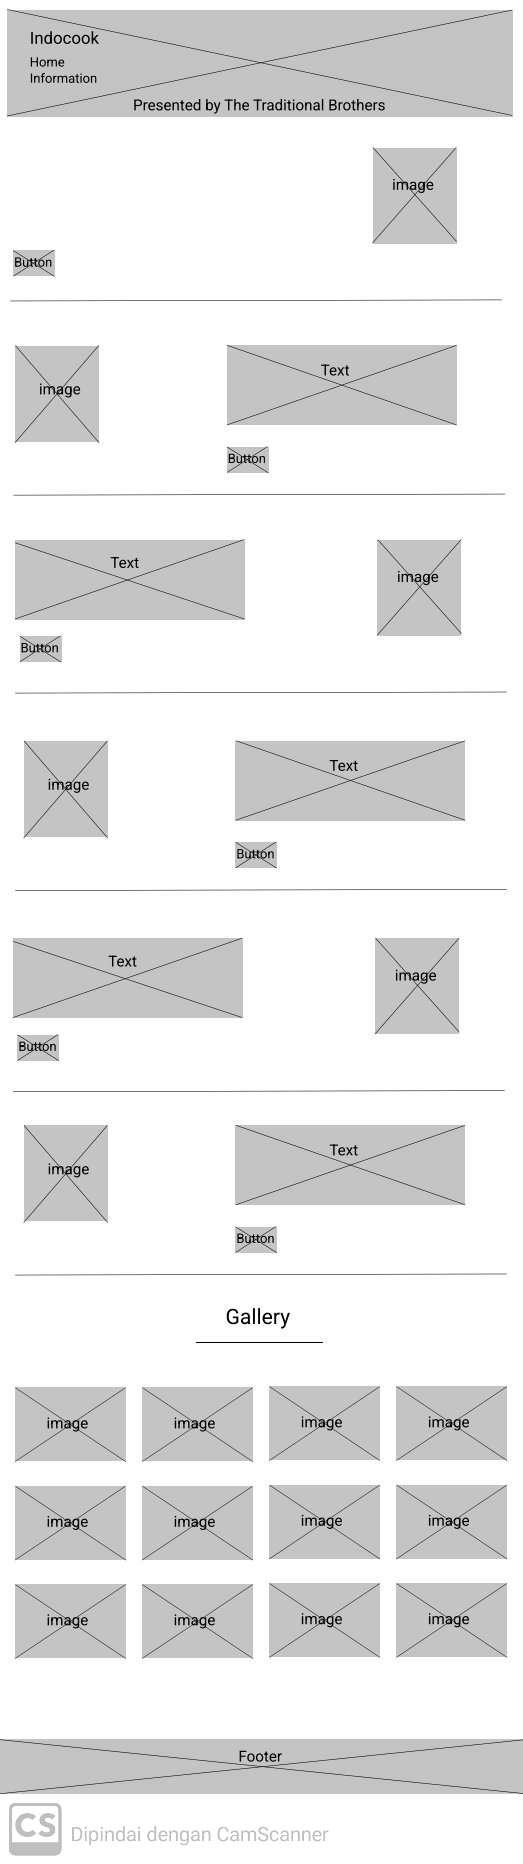 Indocook
Home
Information
Presented by The Traditional Brothers
image
Button
image
Text
Button
Text
image
Button
image
Text
Button
Text
image
Button
image
Text
Button
Gallery
image image image image
image image image image
image image image image
Footer
CS Dipindai dengan CamScanner